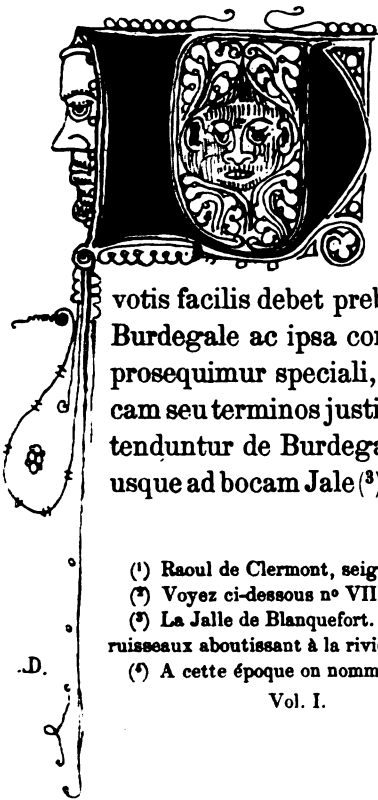 D
votis facilis debet preb
Burdegale ac ipsa con
prosequimur speciali,
cam seu terminos justi
tenduntur de Burdega
usque ad bocam Jale (³)
(¹) Raoul de Clermont, seig
(²) Voyez ci-dessous nº VII
(³) La Jalle de Blanquefort.
ruisseaux aboutissant à la rivi
.D.
(⁴) A cette époque on nomm
Vol. I.